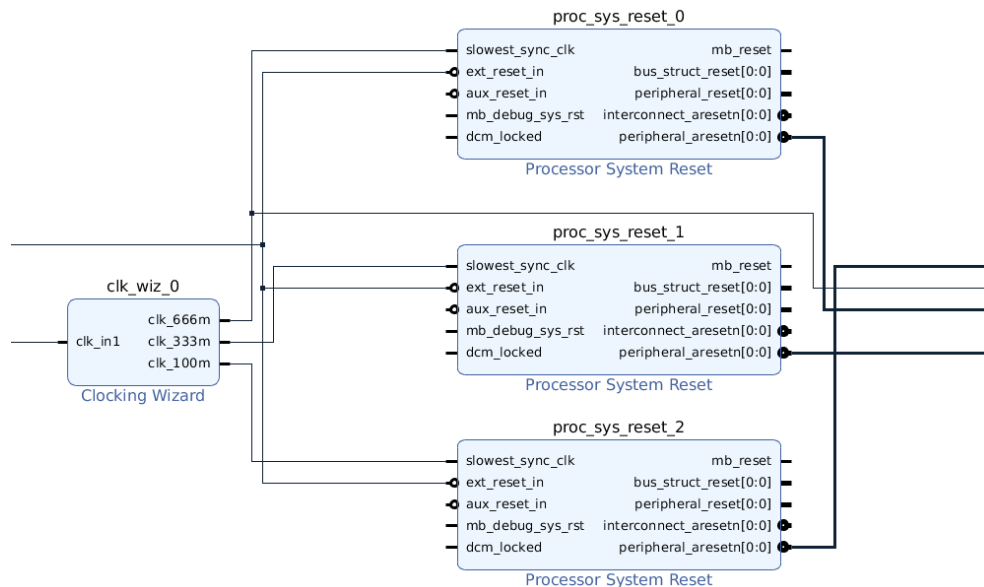 proc_sys_reset_0
slowest_sync_clk mb_reset
ext_reset_in bus_struct_reset[0:0]
aux_reset_in peripheral_reset[0:0]
mb_debug_sys_rst interconnect_aresetn[0:0]
dcm_locked peripheral_aresetn[0:0]
Processor System Reset
proc_sys_reset_1
slowest_sync_clk mb_reset
ext_reset_in bus_struct_reset[0:0]
aux_reset_in peripheral_reset[0:0]
mb_debug_sys_rst interconnect_aresetn[0:0]
dcm_locked peripheral_aresetn[0:0]
Processor System Reset
clk_wiz_0
clk_666m
clk_in1 clk_333m
clk_100m
Clocking Wizard
proc_sys_reset_2
slowest_sync_clk mb_reset
ext_reset_in bus_struct_reset[0:0]
aux_reset_in peripheral_reset[0:0]
mb_debug_sys_rst interconnect_aresetn[0:0]
dcm_locked peripheral_aresetn[0:0]
Processor System Reset